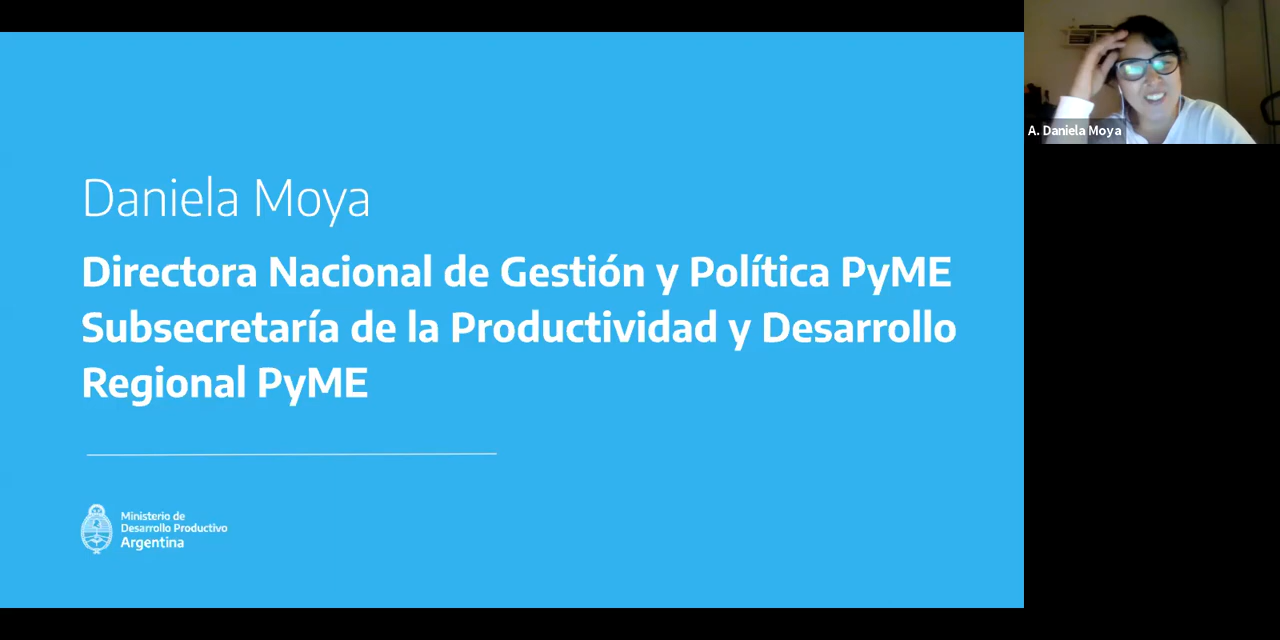 Daniela Moya
Directora Nacional de Gestión y Política PyME
Subsecretaría de la Productividad y Desarrollo
Regional PyME
Ministerio de
Desarrollo Productivo
Argentina
A. Daniela Moya